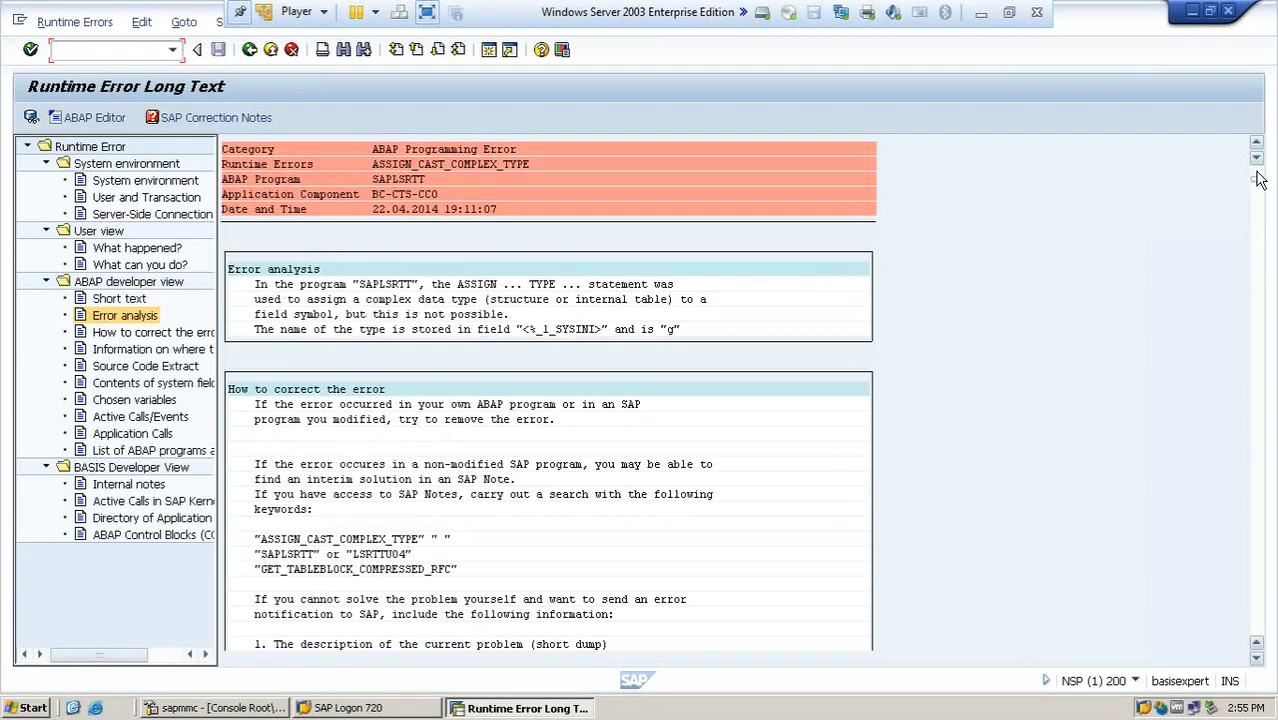 Player
Windows Server 2003 Enterprise Edition
Runtime Errors Edit Goto
Runtime Error Long Text
ABAP Editor SAP Correction Notes
Runtime Error
System environment
System environment
User and Transaction
Server-Side Connection
User view
What happened?
What can you do?
ABAP developer view
Short text
Error analysis
How to correct the erro
Information on where t
Source Code Extract
Contents of system field
Chosen variables
Active Calls/Events
Application Calls
List of ABAP programs a
BASIS Developer View
Internal notes
Active Calls in SAP Kerne
Directory of Application
ABAP Control Blocks (CO
Category ABAP Programming Error
Runtime Errors ASSIGN_CAST_COMPLEX_TYPE
ABAP Program SAPLSRTT
Application Component BC-CTS-CCO
Date and Time 22.04.2014 19:11:07
Error analysis
In the program "SAPLSRTT", the ASSIGN ... TYPE ... statement was
used to assign a complex data type (structure or internal table) to a
field symbol, but this is not possible.
The name of the type is stored in field "<%_1_SYSINI>" and is "g"
How to correct the error
If the error occurred in your own ABAP program or in an SAP
program you modified, try to remove the error.
If the error occures in a non-modified SAP program, you may be able to
find an interim solution in an SAP Note.
If you have access to SAP Notes, carry out a search with the following
keywords:
"ASSIGN_CAST_COMPLEX_TYPE" " "
"SAPLSRTT" or "LSRTTU04"
"GET_TABLEBLOCK_COMPRESSED_RFC"
If you cannot solve the problem yourself and want to send an error
notification to SAP, include the following information:
1. The description of the current problem (short dump)
SAP
NSP (1) 200 basisexpert INS
Start sapmmc - [Console Root\... SAP Logon 720 Runtime Error Long T... 2:55 PM